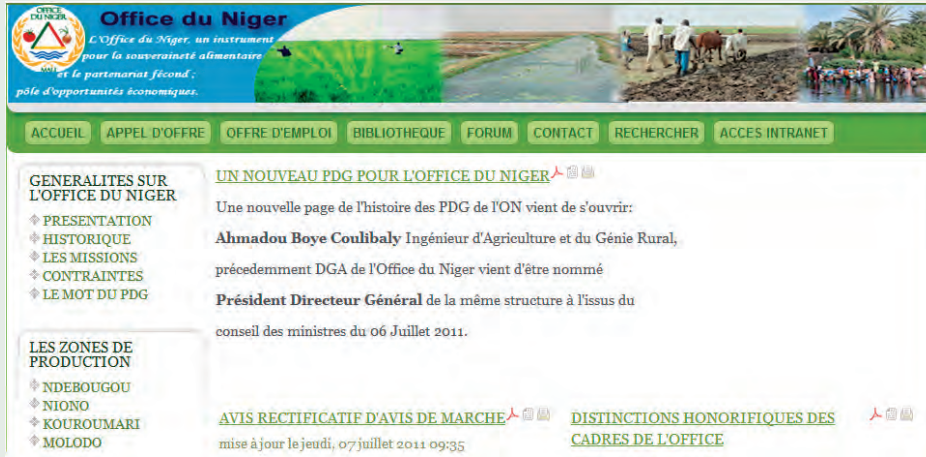 OFFICE
DU NIGER
MALI
Office du Niger
L'Office du Niger, un instrument
pour la souveraineté alimentaire
et le partenariat fécond ;
pôle d'opportunités économiques.
ACCUEIL APPEL D'OFFRE OFFRE D'EMPLOI BIBLIOTHEQUE FORUM CONTACT RECHERCHER ACCES INTRANET
GENERALITES SUR
L'OFFICE DU NIGER
PRESENTATION
HISTORIQUE
LES MISSIONS
CONTRAINTES
LE MOT DU PDG
LES ZONES DE
PRODUCTION
NDEBOUGOU
NIONO
KOUROUMARI
MOLODO
UN NOUVEAU PDG POUR L'OFFICE DU NIGER
Une nouvelle page de l'histoire des PDG de l'ON vient de s'ouvrir:
Ahmadou Boye Coulibaly Ingénieur d'Agriculture et du Génie Rural,
précedemment DGA de l'Office du Niger vient d'être nommé
Président Directeur Général de la même structure à l'issus du
conseil des ministres du 06 Juillet 2011.
AVIS RECTIFICATIF D'AVIS DE MARCHE
mise à jour le jeudi, 07 juillet 2011 09:35
DISTINCTIONS HONORIFIQUES DES
CADRES DE L'OFFICE